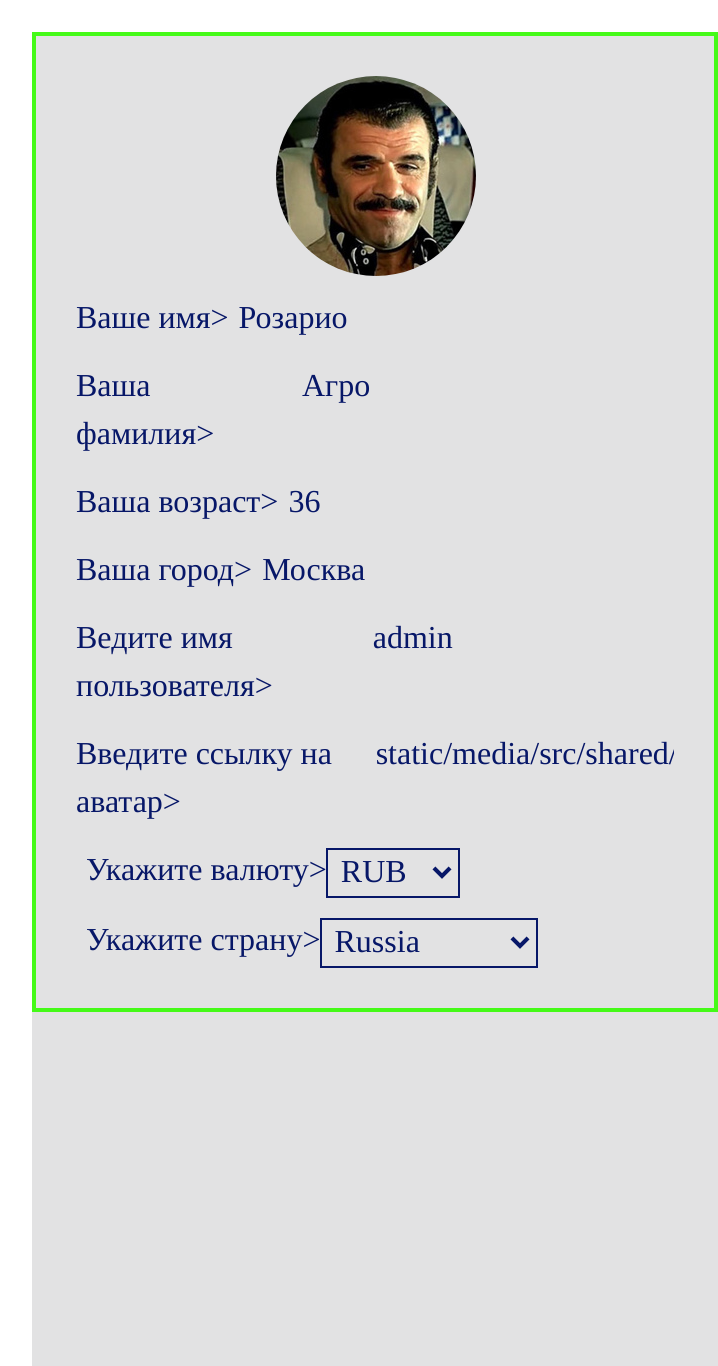 Ваше имя> Розарио
Ваша Агро
фамилия>
Ваша возраст> 36
Ваша город> Москва
Ведите имя admin
пользователя>
Введите ссылку на static/media/src/shared/
аватар>
Укажите валюту> RUB
Укажите страну> Russia